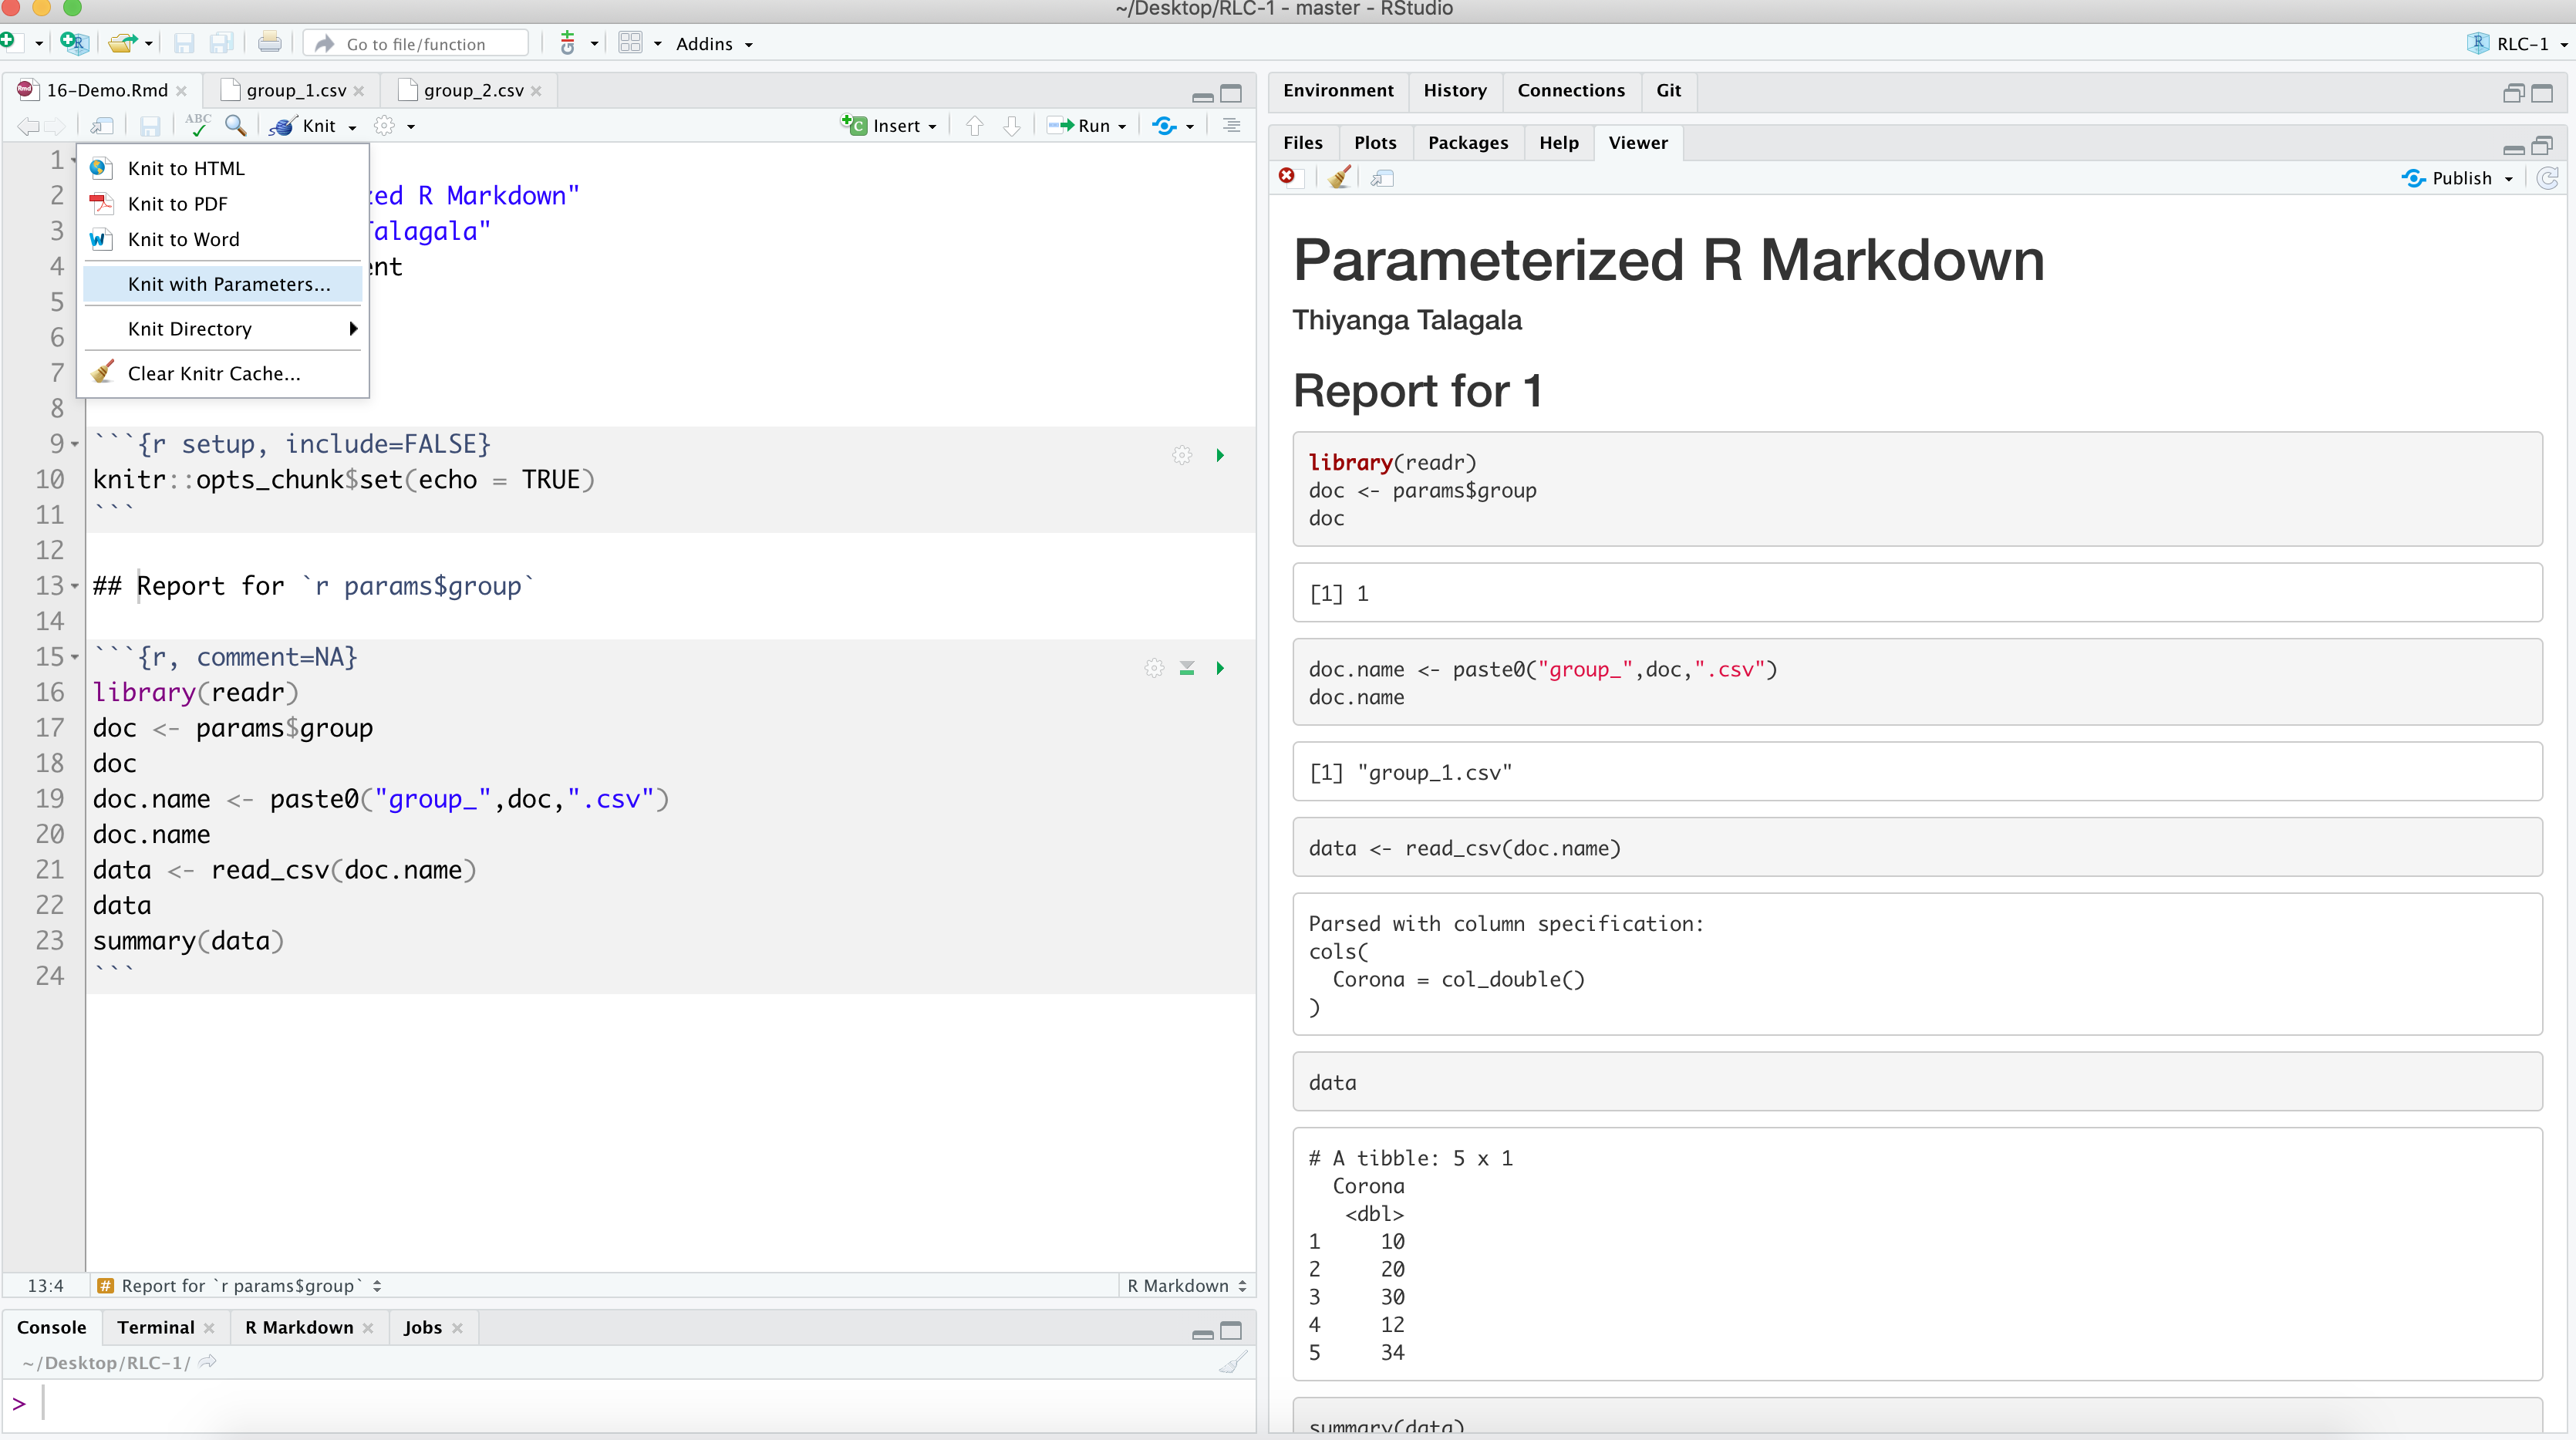 ~/Desktop/RLC-1 - master - RStudio
Go to file/function
Addins
RLC-1
16-Demo.Rmd
group_1.csv
group_2.csv
ABC
Knit
Insert
Run
1
2 zed R Markdown"
3 Talagala"
4 ent
5
6
7
8
Knit to HTML
Knit to PDF
Knit to Word
Knit with Parameters...
Knit Directory
Clear Knitr Cache...
9 ```{r setup, include=FALSE}
10 knitr::opts_chunk$set(echo = TRUE)
11 ```
12
13 ## Report for `r params$group`
14
15 ```{r, comment=NA}
16 library(readr)
17 doc <- params$group
18 doc
19 doc.name <- paste0("group_",doc,".csv")
20 doc.name
21 data <- read_csv(doc.name)
22 data
23 summary(data)
24 ```
13:4
# Report for `r params$group`
R Markdown
Console
Terminal
R Markdown
Jobs
~/Desktop/RLC-1/
>
Environment
History
Connections
Git
Files
Plots
Packages
Help
Viewer
Publish
Parameterized R Markdown
Thiyanga Talagala
Report for 1
library(readr)
doc <- params$group
doc
[1] 1
doc.name <- paste0("group_",doc,".csv")
doc.name
[1] "group_1.csv"
data <- read_csv(doc.name)
Parsed with column specification:
cols(
  Corona = col_double()
)
data
# A tibble: 5 x 1
  Corona
   <dbl>
1     10
2     20
3     30
4     12
5     34
summary(data)